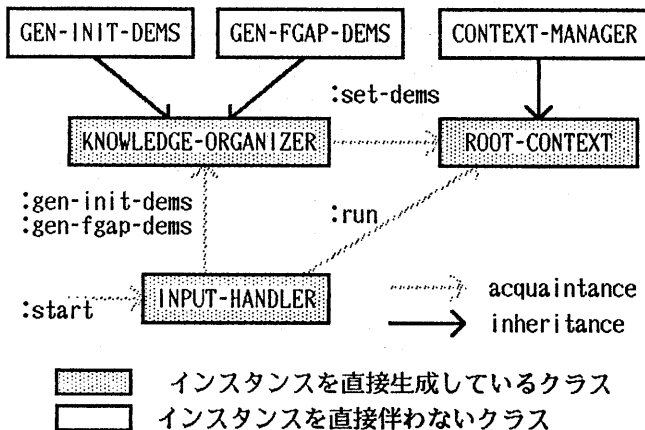 GEN-INIT-DEMS GEN-FGAP-DEMS CONTEXT-MANAGER
:set-dems
KNOWLEDGE-ORGANIZER ROOT-CONTEXT
:gen-init-dems
:gen-fgap-dems
:run
INPUT-HANDLER
:start
acquaintance
inheritance
インスタンスを直接生成しているクラス
インスタンスを直接伴わないクラス